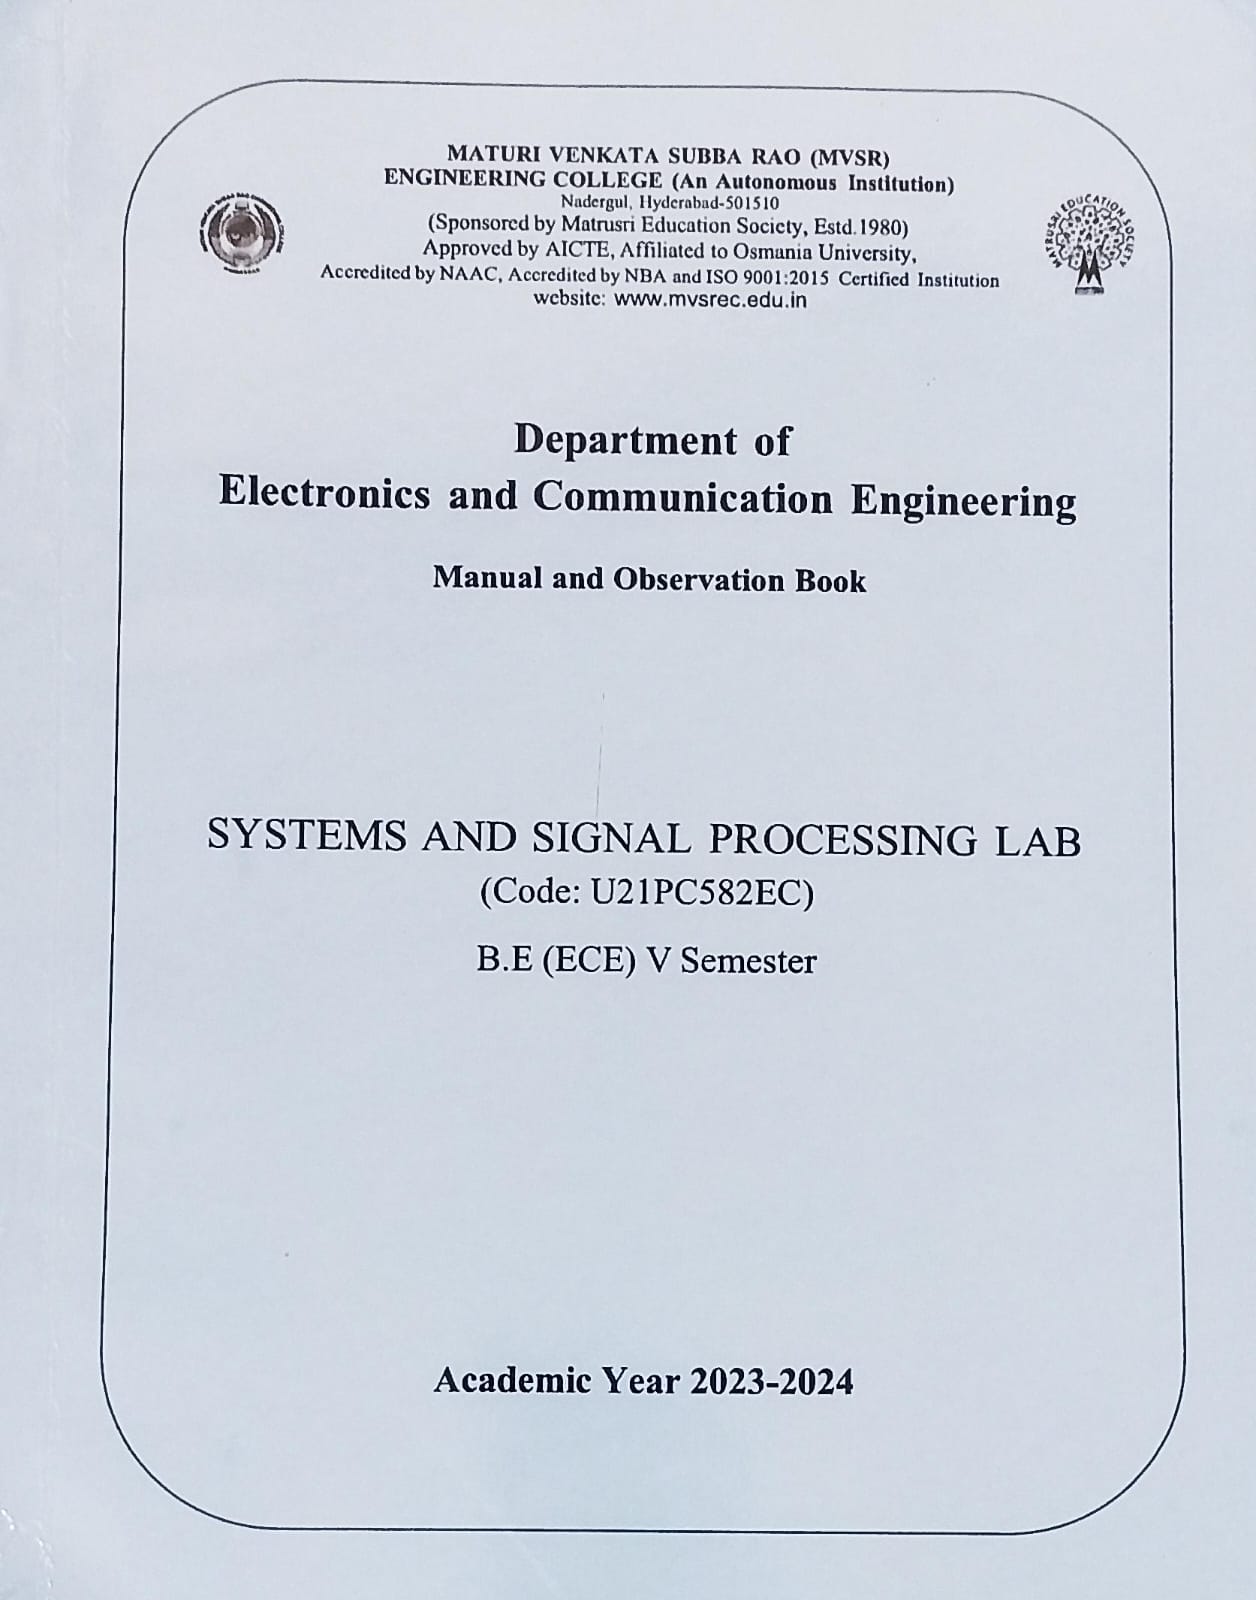 MATURI VENKATA SUBBA RAO (MVSR)
ENGINEERING COLLEGE (An Autonomous Institution)
Nadergul, Hyderabad-501510
(Sponsored by Matrusri Education Society, Estd.1980)
Approved by AICTE, Affiliated to Osmania University,
Accredited by NAAC, Accredited by NBA and ISO 9001:2015 Certified Institution
website: www.mvsrec.edu.in
MATRUSRI EDUCATION SOCIETY
M
Department of
Electronics and Communication Engineering
Manual and Observation Book
SYSTEMS AND SIGNAL PROCESSING LAB
(Code: U21PC582EC)
B.E (ECE) V Semester
Academic Year 2023-2024